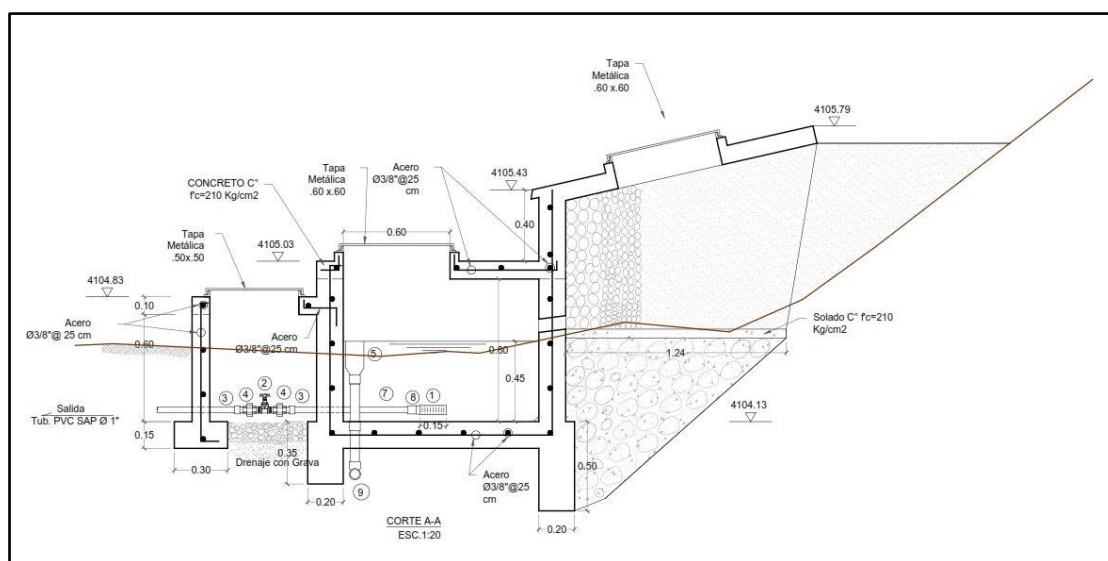 Tapa
Metálica
.60 x.60
4105.79
Tapa
Metálica
.60 x.60
Acero
Ø3/8"@25
cm
4105.43
CONCRETO C°
f'c=210 Kg/cm2
0.60
0.40
Tapa
Metálica
.50x.50
4105.03
4104.83
0.10
Acero
Ø3/8"@ 25 cm
0.60
Acero
Ø3/8"@25 cm
Solado C° f'c=210
Kg/cm2
5
0.80
1.24
0.45
2
3
4
4
3
7
8
1
Salida
Tub. PVC SAP Ø 1"
4104.13
0.15
0.15
0.35
Drenaje con Grava
0.30
0.50
Acero
Ø3/8"@25
cm
9
0.20
0.20
CORTE A-A
ESC.1:20